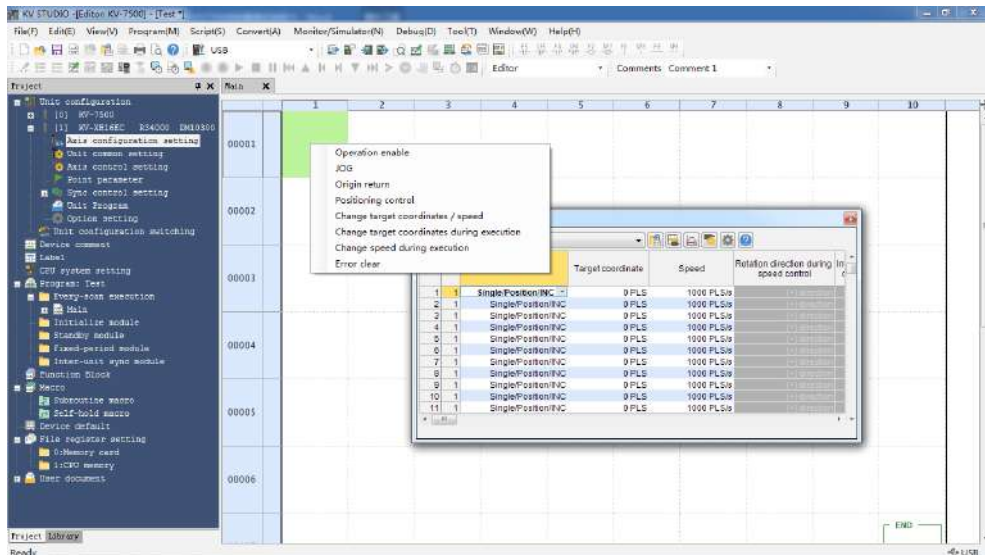 KV STUDIO -[Editor: KV-7500] - [Test *]
File(F) Edit(E) View(V) Program(M) Script(S) Convert(A) Monitor/Simulator(N) Debug(D) Tool(T) Window(W) Help(H)
USB
Editor Comments Comment 1
Project Main
Unit configuration
[0] KV-7500
[1] KV-XH16EC R34000 DM10300
Axis configuration setting
Unit common setting
Axis control setting
Point parameter
Sync control setting
Unit Program
Option setting
Unit configuration switching
Device comment
Label
CPU system setting
Program: Test
Every-scan execution
Main
Initialize module
Standby module
Fixed-period module
Inter-unit sync module
Function Block
Macro
Subroutine macro
Self-hold macro
Device default
File register setting
0:Memory card
1:CPU memory
User document
Project Library
Ready
1 2 3 4 5 6 7 8 9 10
00001
00002
00003
00004
00005
00006
Operation enable
JOG
Origin return
Positioning control
Change target coordinates / speed
Change target coordinates during execution
Change speed during execution
Error clear
Target coordinate Speed Rotation direction during speed control
1 1 Single/Position/INC 0 PLS 1000 PLS/s
2 1 Single/Position/INC 0 PLS 1000 PLS/s
3 1 Single/Position/INC 0 PLS 1000 PLS/s
4 1 Single/Position/INC 0 PLS 1000 PLS/s
5 1 Single/Position/INC 0 PLS 1000 PLS/s
6 1 Single/Position/INC 0 PLS 1000 PLS/s
7 1 Single/Position/INC 0 PLS 1000 PLS/s
8 1 Single/Position/INC 0 PLS 1000 PLS/s
9 1 Single/Position/INC 0 PLS 1000 PLS/s
10 1 Single/Position/INC 0 PLS 1000 PLS/s
11 1 Single/Position/INC 0 PLS 1000 PLS/s
END
USB